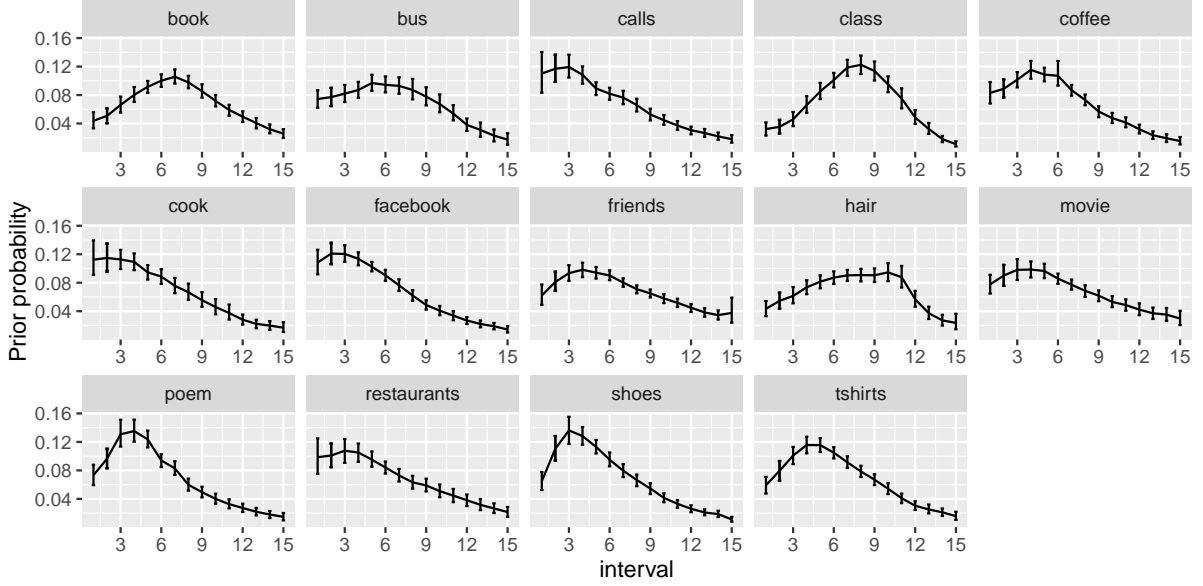 book bus calls class coffee
0.16
0.12
0.08
0.04
3 6 9 12 15 3 6 9 12 15 3 6 9 12 15 3 6 9 12 15 3 6 9 12 15
cook facebook friends hair movie
0.16
0.12
0.08
0.04
3 6 9 12 15 3 6 9 12 15 3 6 9 12 15 3 6 9 12 15 3 6 9 12 15
poem restaurants shoes tshirts
0.16
0.12
0.08
0.04
3 6 9 12 15 3 6 9 12 15 3 6 9 12 15 3 6 9 12 15
Prior probability
interval